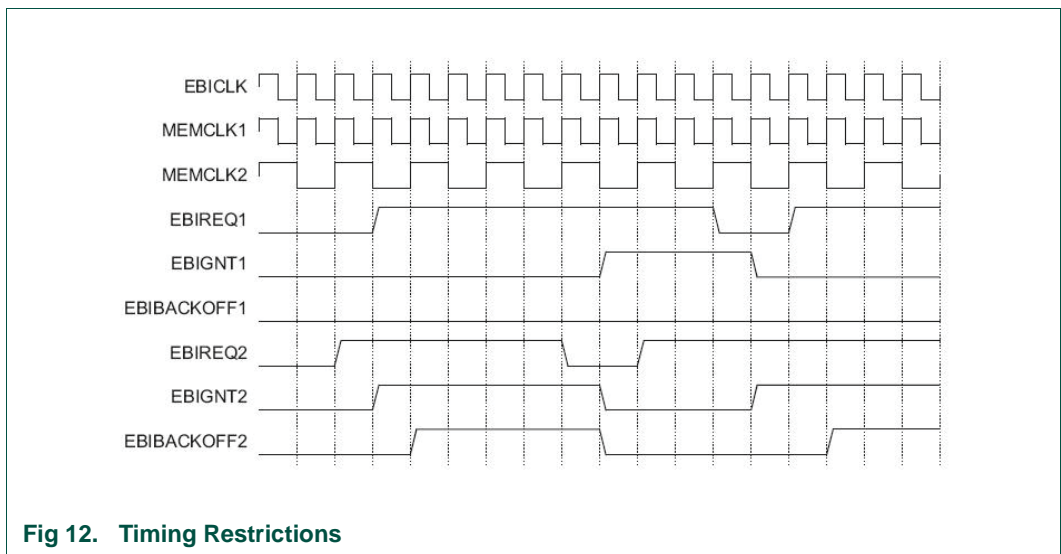 EBICLK
MEMCLK1
MEMCLK2
EBIREQ1
EBIGNT1
EBIBACKOFF1
EBIREQ2
EBIGNT2
EBIBACKOFF2
Fig 12. Timing Restrictions